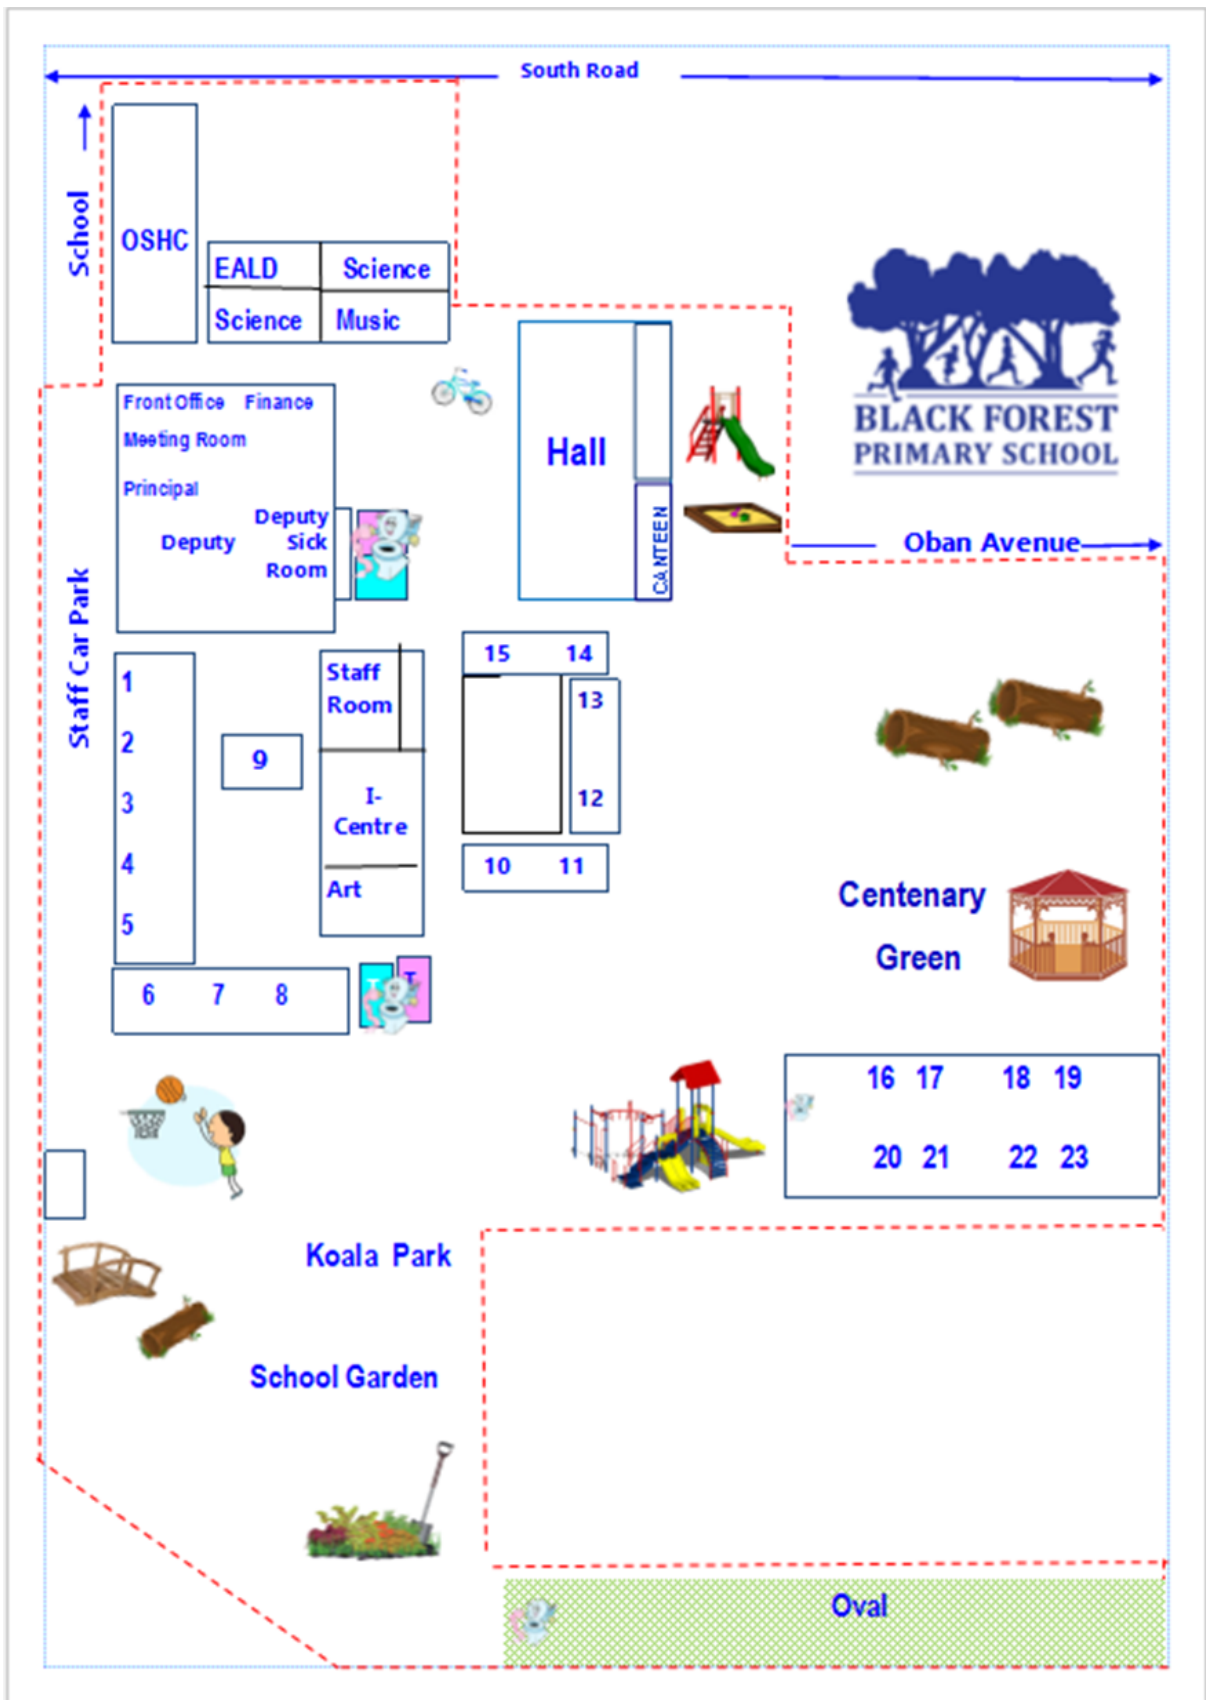 South Road
School
OSHC
EALD
Science
Science
Music
Front Office Finance
Meeting Room
Principal
Deputy
Deputy
Sick
Room
Hall
CANTEEN
BLACK FOREST
PRIMARY SCHOOL
Oban Avenue
Staff Car Park
1
2
3
4
5
9
Staff
Room
I-
Centre
Art
15 14
13
12
10 11
6 7 8
T
T
Centenary
Green
16 17 18 19
20 21 22 23
Koala Park
School Garden
Oval